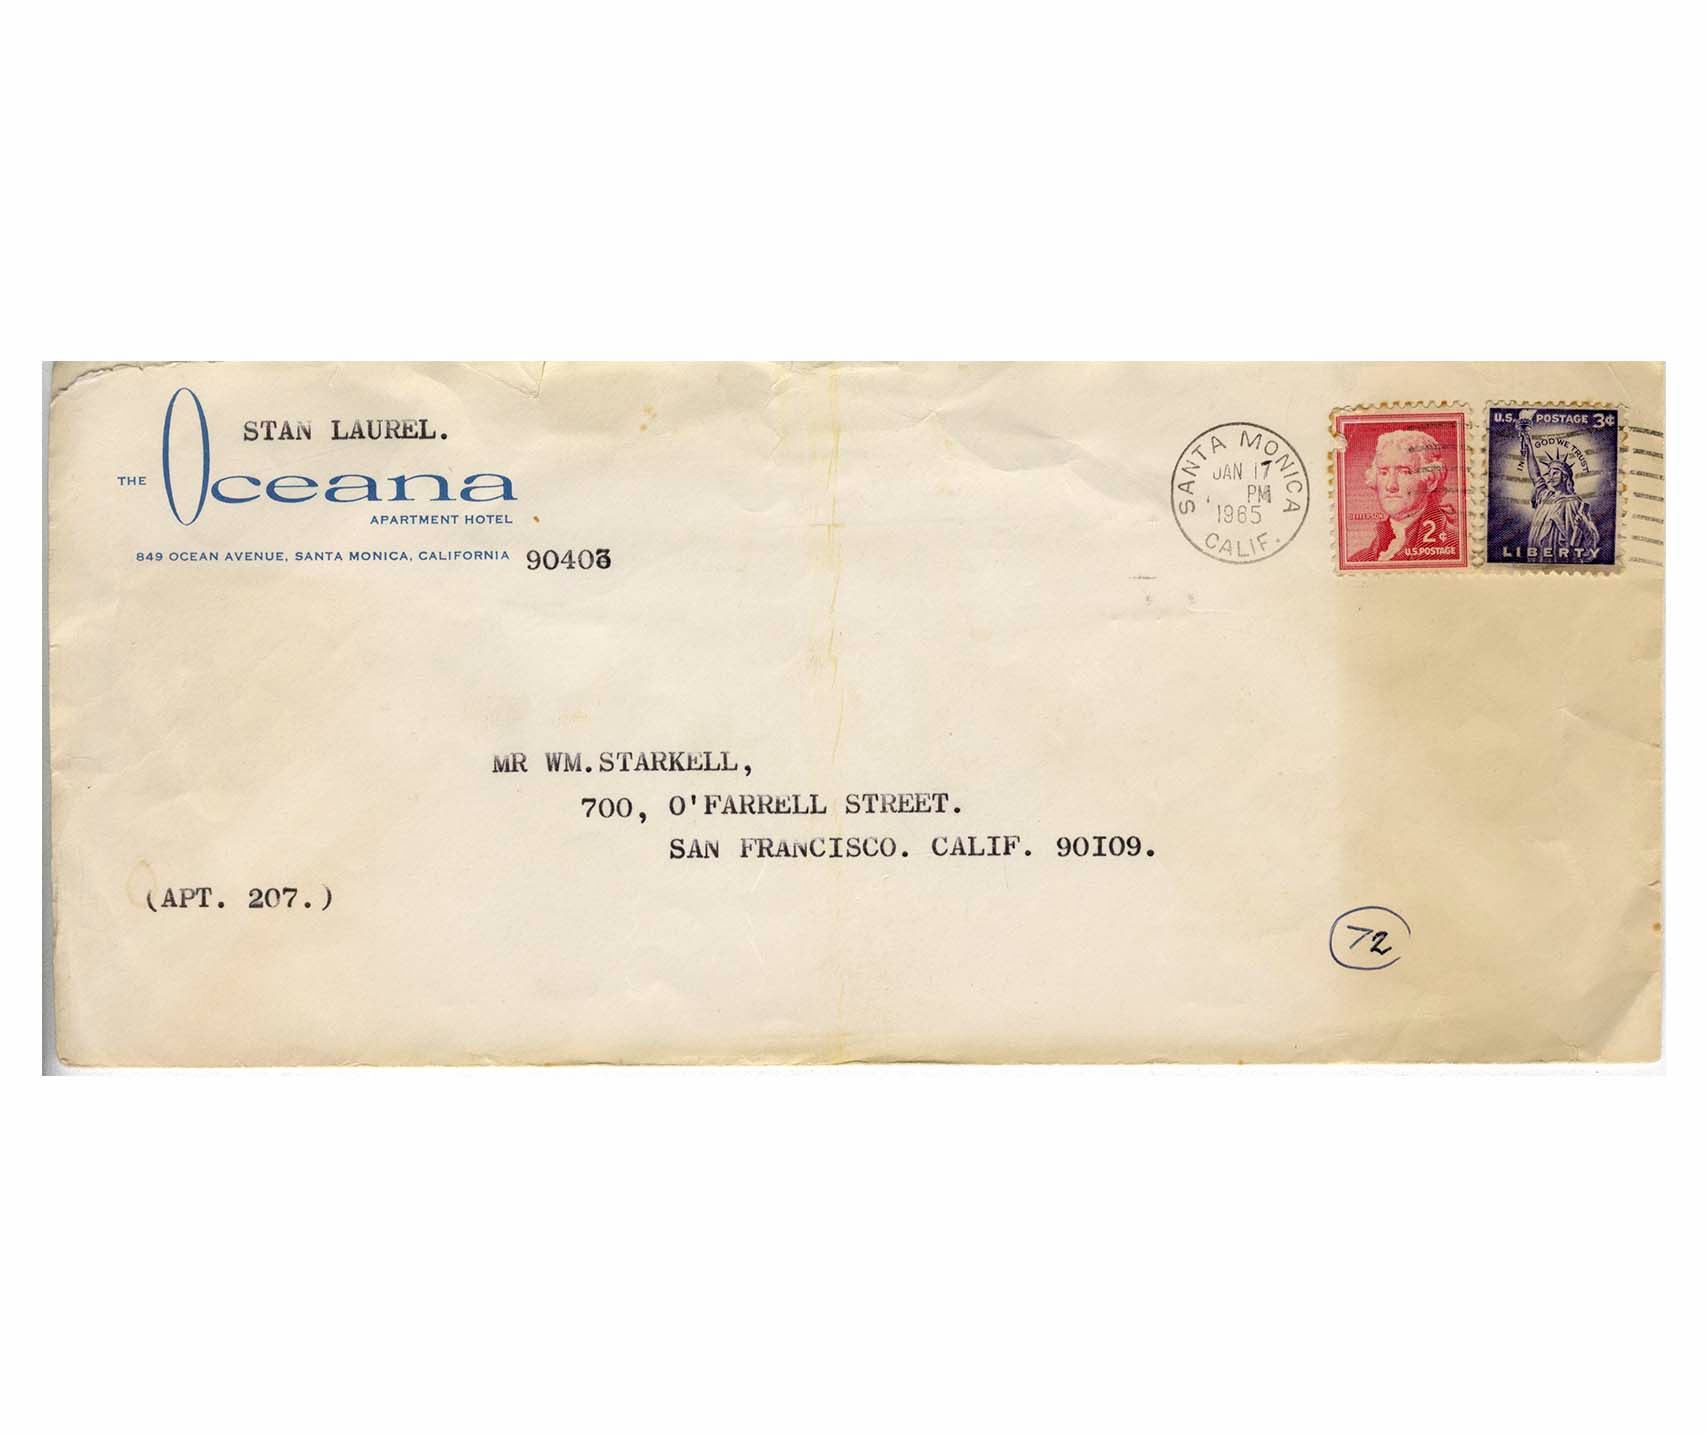 STAN LAUREL.
THE Oceana
APARTMENT HOTEL
849 OCEAN AVENUE, SANTA MONICA, CALIFORNIA 90403
SANTA MONICA
JAN 17
PM
1965
CALIF.
JEFFERSON
2¢
U.S. POSTAGE
U.S. POSTAGE 3¢
IN GOD WE TRUST
LIBERTY
MR WM.STARKELL,
700, O'FARRELL STREET.
SAN FRANCISCO. CALIF. 90I09.
(APT. 207.)
72